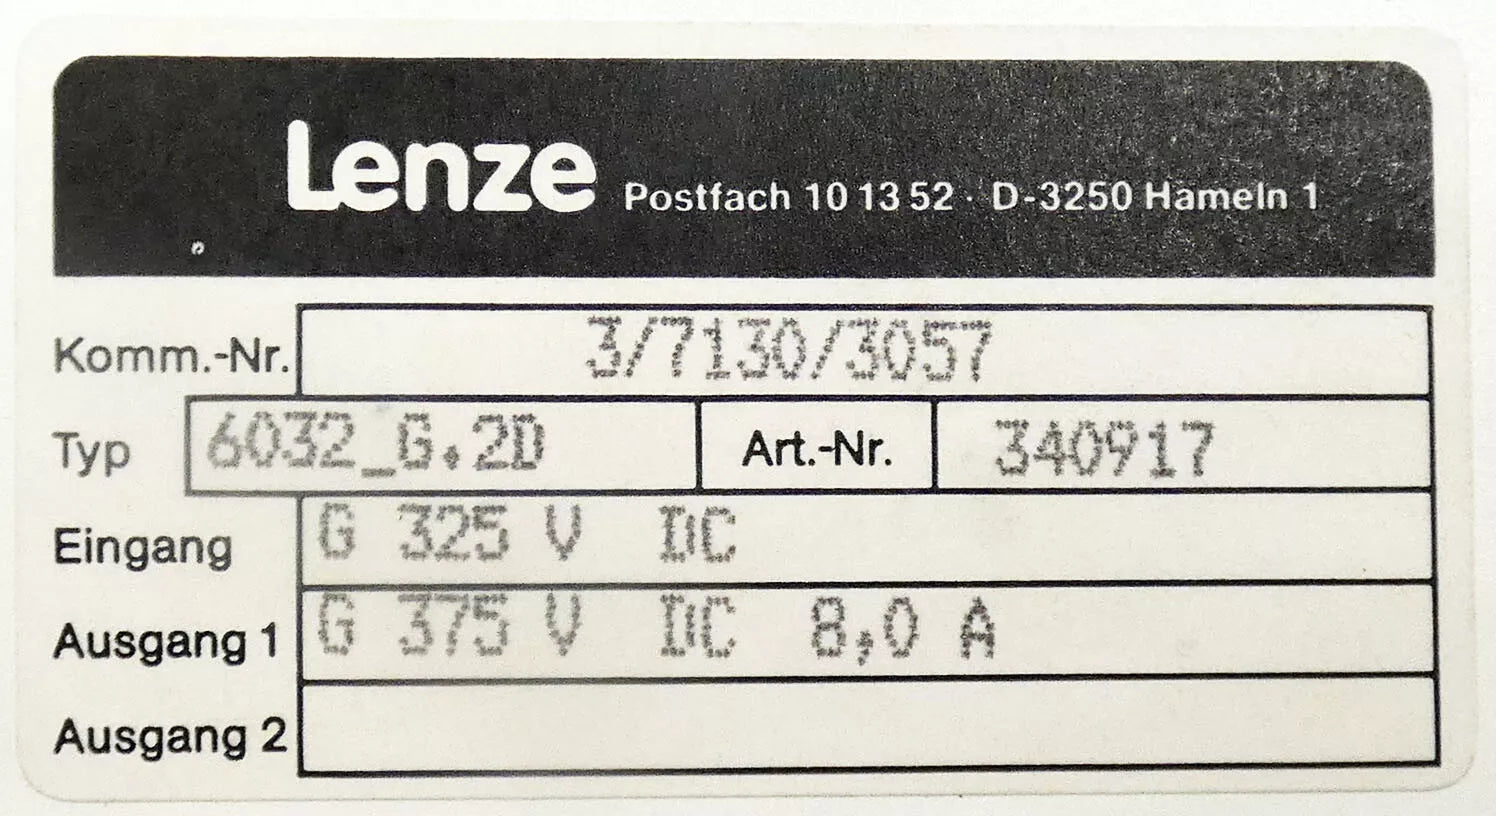 Lenze Postfach 10 13 52 · D-3250 Hameln 1
Komm.-Nr. 3/7130/3057
Typ 6032_G.2D Art.-Nr. 340917
Eingang G 325 V DC
Ausgang 1 G 375 V DC 8,0 A
Ausgang 2